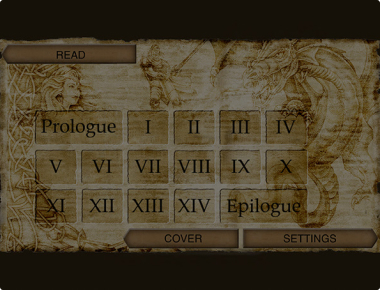 READ
Prologue I II III IV
V VI VII VIII IX X
XI XII XIII XIV Epilogue
COVER SETTINGS